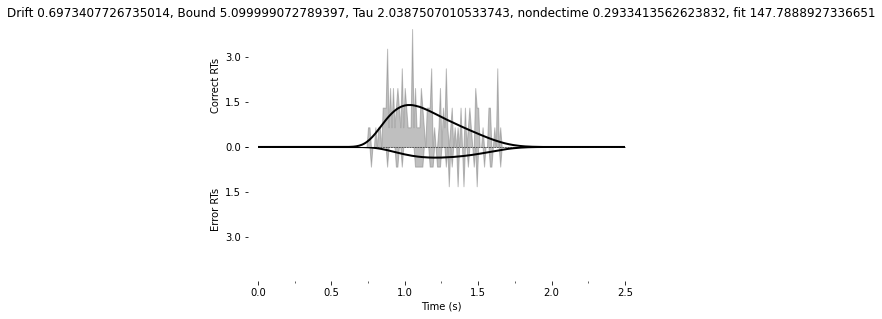 Drift 0.6973407726735014, Bound 5.099999072789397, Tau 2.0387507010533743, nondectime 0.2933413562623832, fit 147.7888927336651
Correct RTs
3.0
1.5
0.0
Error RTs
1.5
3.0
0.0 0.5 1.0 1.5 2.0 2.5
Time (s)